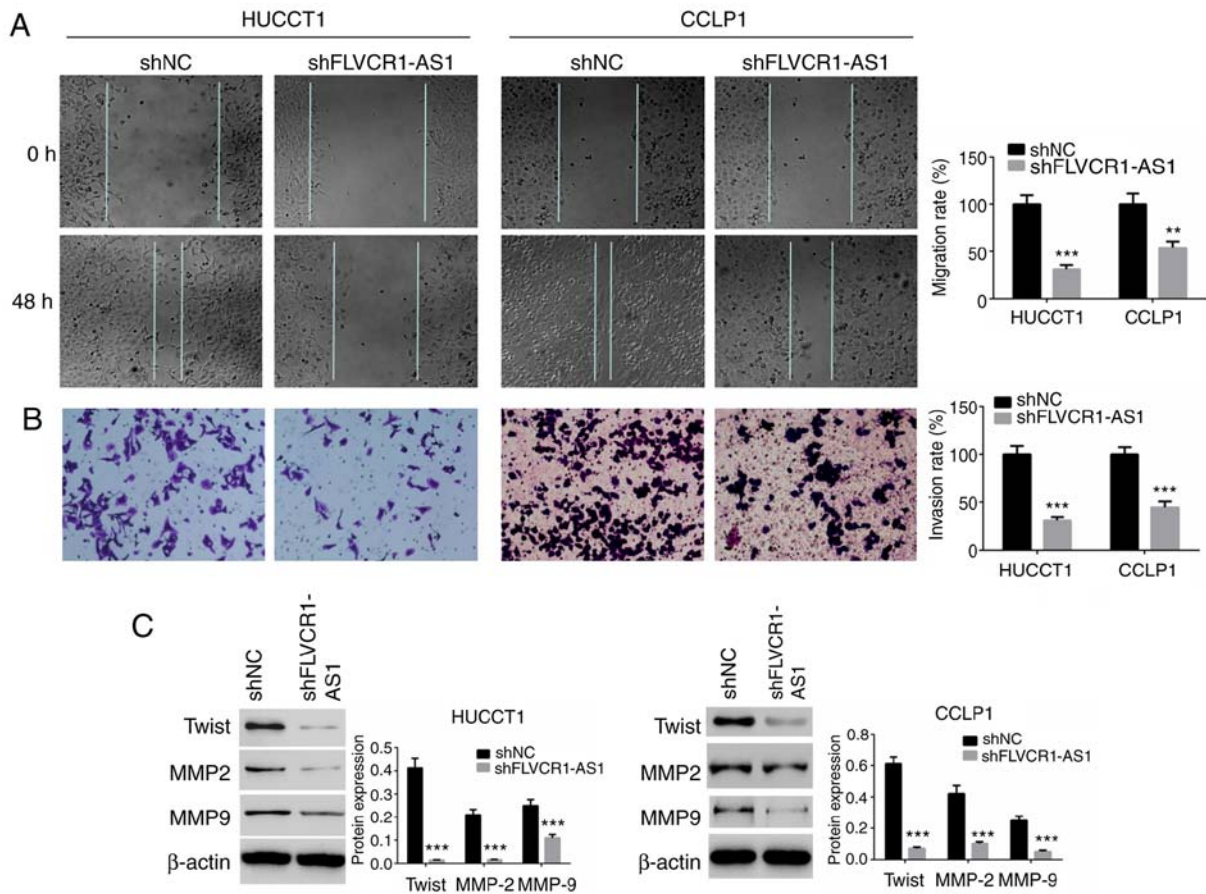 A
HUCCT1
CCLP1
shNC
shFLVCR1-AS1
shNC
shFLVCR1-AS1
0 h
48 h
shNC
shFLVCR1-AS1
Migration rate (%)
150
100
50
0
***
**
HUCCT1
CCLP1
B
shNC
shFLVCR1-AS1
Invasion rate (%)
150
100
50
0
***
***
HUCCT1
CCLP1
C
shNC
shFLVCR1-
AS1
Twist
MMP2
MMP9
β-actin
HUCCT1
shNC
shFLVCR1-AS1
Protein expression
0.5
0.4
0.3
0.2
0.1
0.0
***
***
***
Twist
MMP-2
MMP-9
shNC
shFLVCR1-
AS1
Twist
MMP2
MMP9
β-actin
CCLP1
shNC
shFLVCR1-AS1
Protein expression
0.8
0.6
0.4
0.2
0.0
***
***
***
Twist
MMP-2
MMP-9